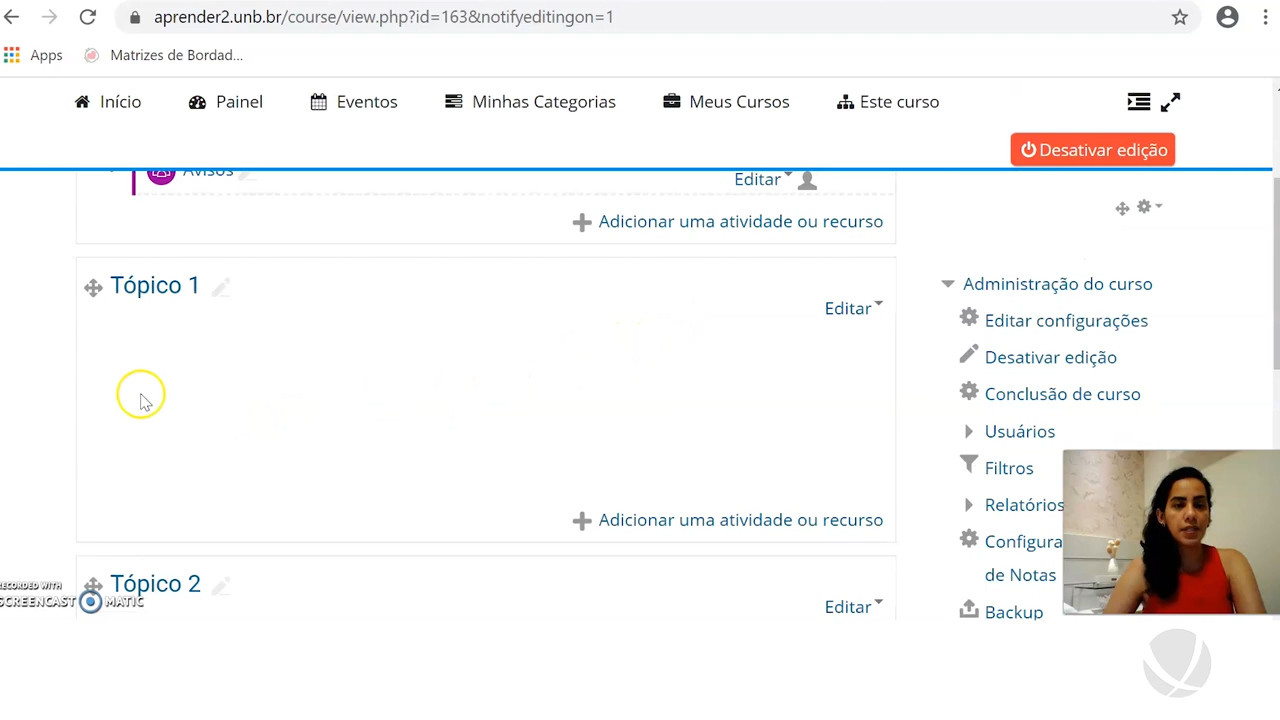 aprender2.unb.br/course/view.php?id=163&notifyeditingon=1
Apps Matrizes de Bordad...
Início Painel Eventos Minhas Categorias Meus Cursos Este curso
Desativar edição
Avisos
Editar
Adicionar uma atividade ou recurso
Tópico 1
Editar
Adicionar uma atividade ou recurso
Tópico 2
Editar
Administração do curso
Editar configurações
Desativar edição
Conclusão de curso
Usuários
Filtros
Relatórios
Configura
de Notas
Backup
RECORDED WITH
SCREENCAST MATIC